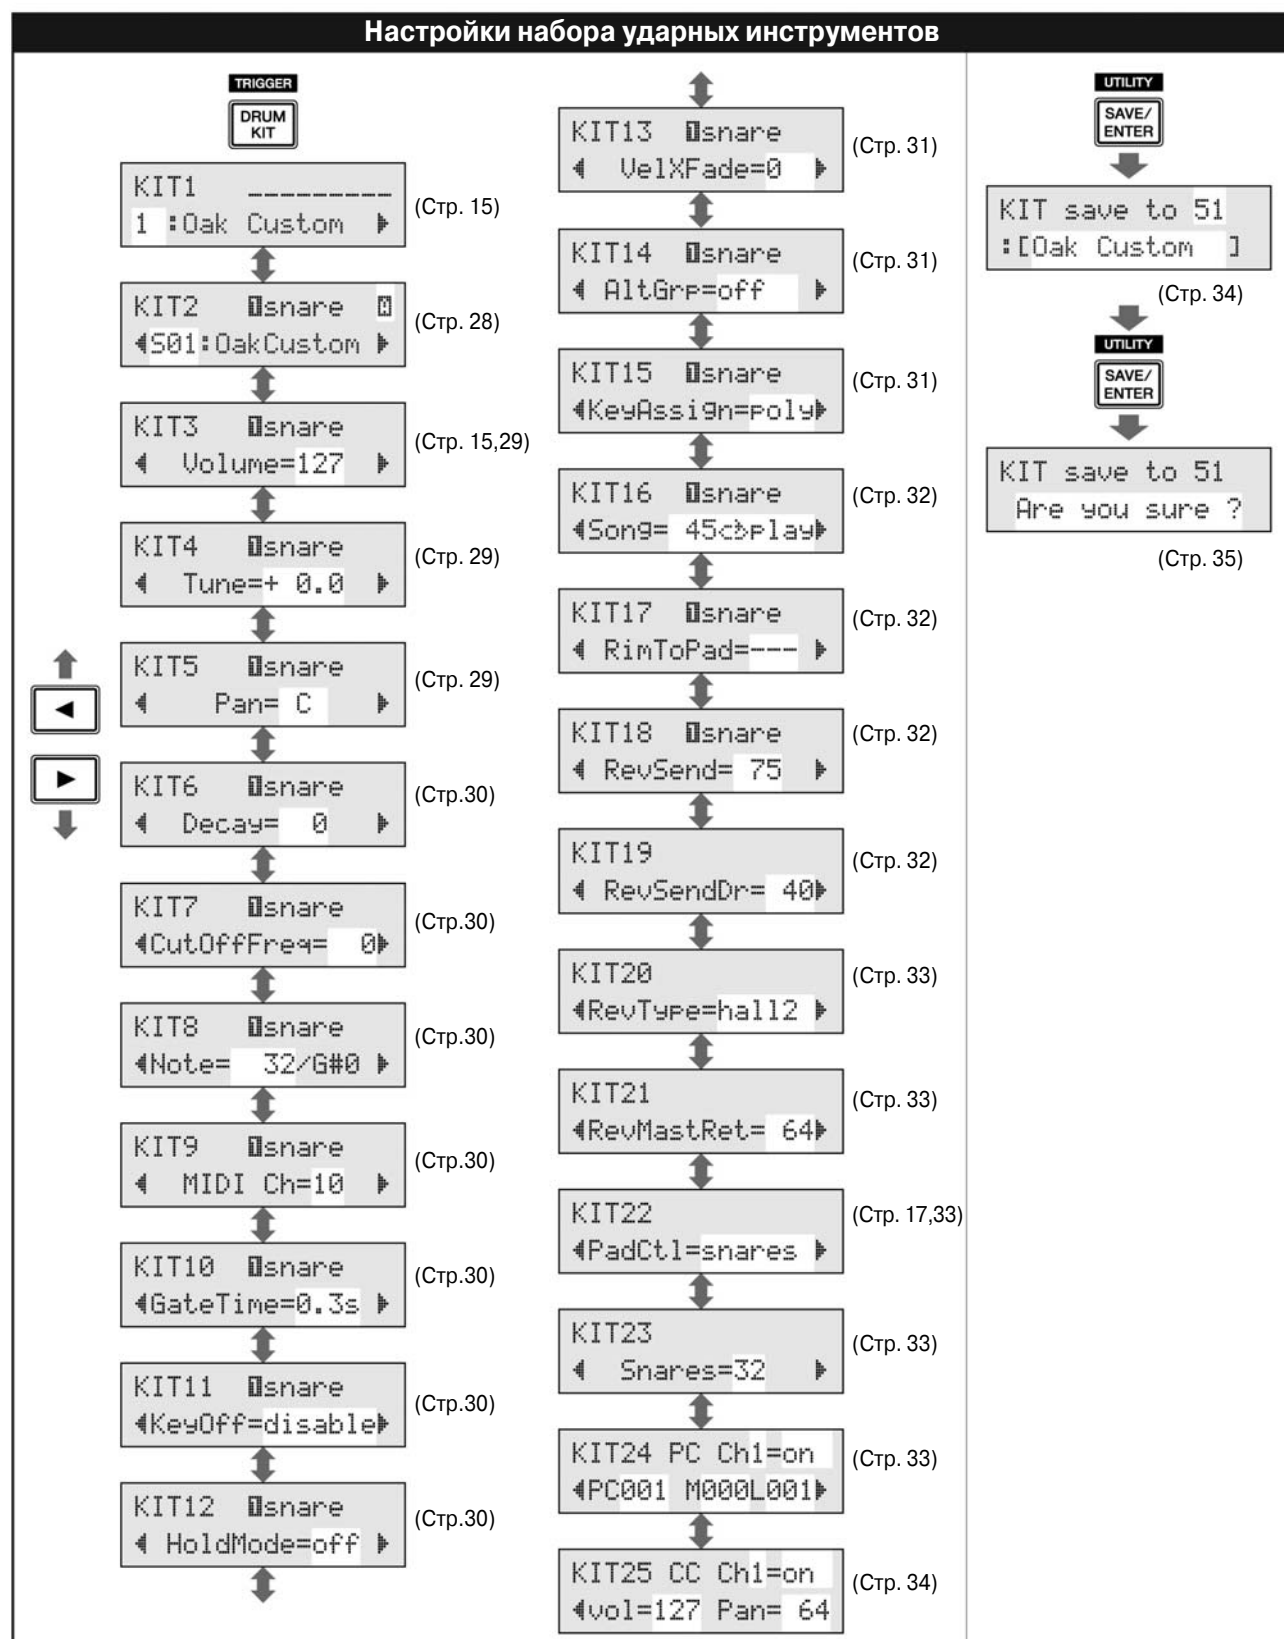 Настройки набора ударных инструментов
TRIGGER
DRUM
KIT
KIT1 _________
1 :Oak Custom
(Стр. 15)
KIT2 1snare M
S01:OakCustom
(Стр. 28)
KIT3 1snare
Volume=127
(Стр. 15,29)
KIT4 1snare
Tune=+ 0.0
(Стр. 29)
KIT5 1snare
Pan= C
(Стр. 29)
KIT6 1snare
Decay= 0
(Стр.30)
KIT7 1snare
CutOffFreq= 0
(Стр.30)
KIT8 1snare
Note= 32/G#0
(Стр.30)
KIT9 1snare
MIDI Ch=10
(Стр.30)
KIT10 1snare
GateTime=0.3s
(Стр.30)
KIT11 1snare
KeyOff=disable
(Стр.30)
KIT12 1snare
HoldMode=off
(Стр.30)
KIT13 1snare
VelXFade=0
(Стр. 31)
KIT14 1snare
AltGrp=off
(Стр. 31)
KIT15 1snare
KeyAssign=poly
(Стр. 31)
KIT16 1snare
Song= 45 play
(Стр. 32)
KIT17 1snare
RimToPad=---
(Стр. 32)
KIT18 1snare
RevSend= 75
(Стр. 32)
KIT19
RevSendDr= 40
(Стр. 32)
KIT20
RevType=hall2
(Стр. 33)
KIT21
RevMastRet= 64
(Стр. 33)
KIT22
PadCtl=snares
(Стр. 17,33)
KIT23
Snares=32
(Стр. 33)
KIT24 PC Ch1=on
PC001 M000L001
(Стр. 33)
KIT25 CC Ch1=on
vol=127 Pan= 64
(Стр. 34)
UTILITY
SAVE/
ENTER
KIT save to 51
:[Oak Custom ]
(Стр. 34)
UTILITY
SAVE/
ENTER
KIT save to 51
Are you sure ?
(Стр. 35)